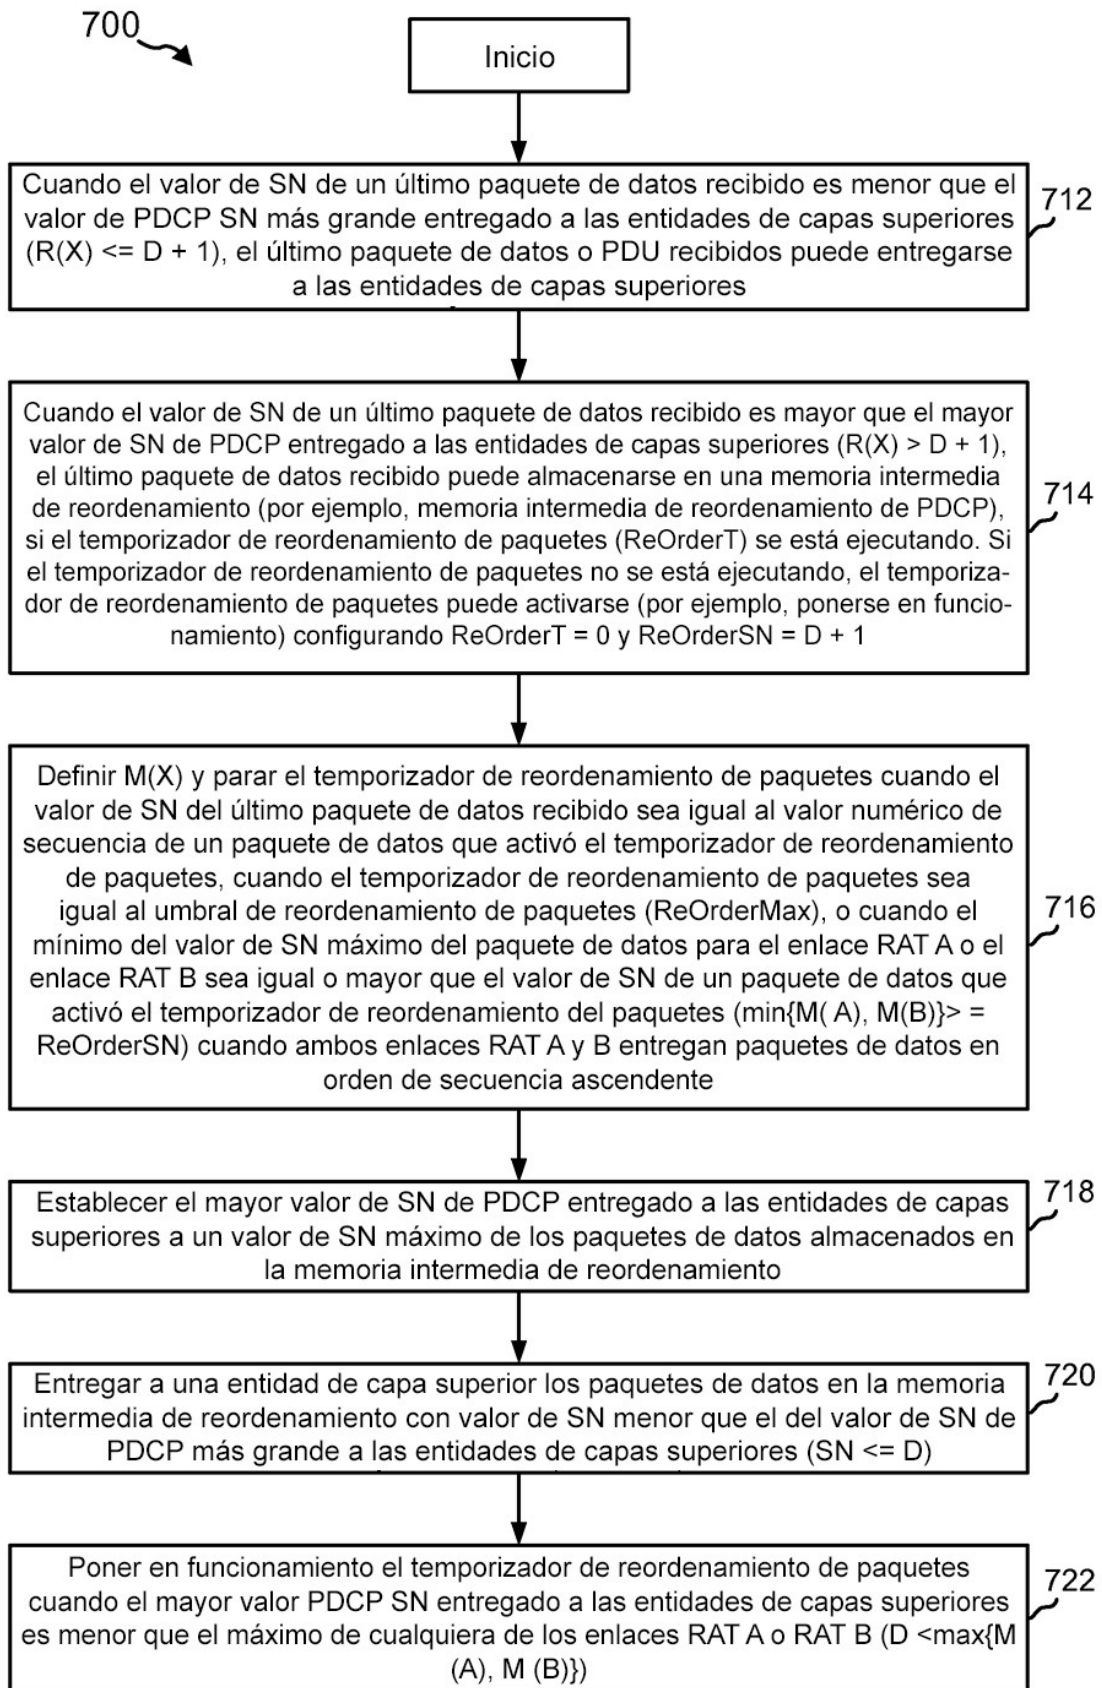 700
Inicio
Cuando el valor de SN de un último paquete de datos recibido es menor que el
valor de PDCP SN más grande entregado a las entidades de capas superiores
(R(X) <= D + 1), el último paquete de datos o PDU recibidos puede entregarse
a las entidades de capas superiores
712
Cuando el valor de SN de un último paquete de datos recibido es mayor que el mayor
valor de SN de PDCP entregado a las entidades de capas superiores (R(X) > D + 1),
el último paquete de datos recibido puede almacenarse en una memoria intermedia
de reordenamiento (por ejemplo, memoria intermedia de reordenamiento de PDCP),
si el temporizador de reordenamiento de paquetes (ReOrderT) se está ejecutando. Si
el temporizador de reordenamiento de paquetes no se está ejecutando, el temporiza-
dor de reordenamiento de paquetes puede activarse (por ejemplo, ponerse en funcio-
namiento) configurando ReOrderT = 0 y ReOrderSN = D + 1
714
Definir M(X) y parar el temporizador de reordenamiento de paquetes cuando el
valor de SN del último paquete de datos recibido sea igual al valor numérico de
secuencia de un paquete de datos que activó el temporizador de reordenamiento
de paquetes, cuando el temporizador de reordenamiento de paquetes sea
igual al umbral de reordenamiento de paquetes (ReOrderMax), o cuando el
mínimo del valor de SN máximo del paquete de datos para el enlace RAT A o el
enlace RAT B sea igual o mayor que el valor de SN de un paquete de datos que
activó el temporizador de reordenamiento del paquetes (min{M( A), M(B)}> =
ReOrderSN) cuando ambos enlaces RAT A y B entregan paquetes de datos en
orden de secuencia ascendente
716
Establecer el mayor valor de SN de PDCP entregado a las entidades de capas
superiores a un valor de SN máximo de los paquetes de datos almacenados en
la memoria intermedia de reordenamiento
718
Entregar a una entidad de capa superior los paquetes de datos en la memoria
intermedia de reordenamiento con valor de SN menor que el del valor de SN de
PDCP más grande a las entidades de capas superiores (SN <= D)
720
Poner en funcionamiento el temporizador de reordenamiento de paquetes
cuando el mayor valor PDCP SN entregado a las entidades de capas superiores
es menor que el máximo de cualquiera de los enlaces RAT A o RAT B (D <max{M
(A), M (B)})
722